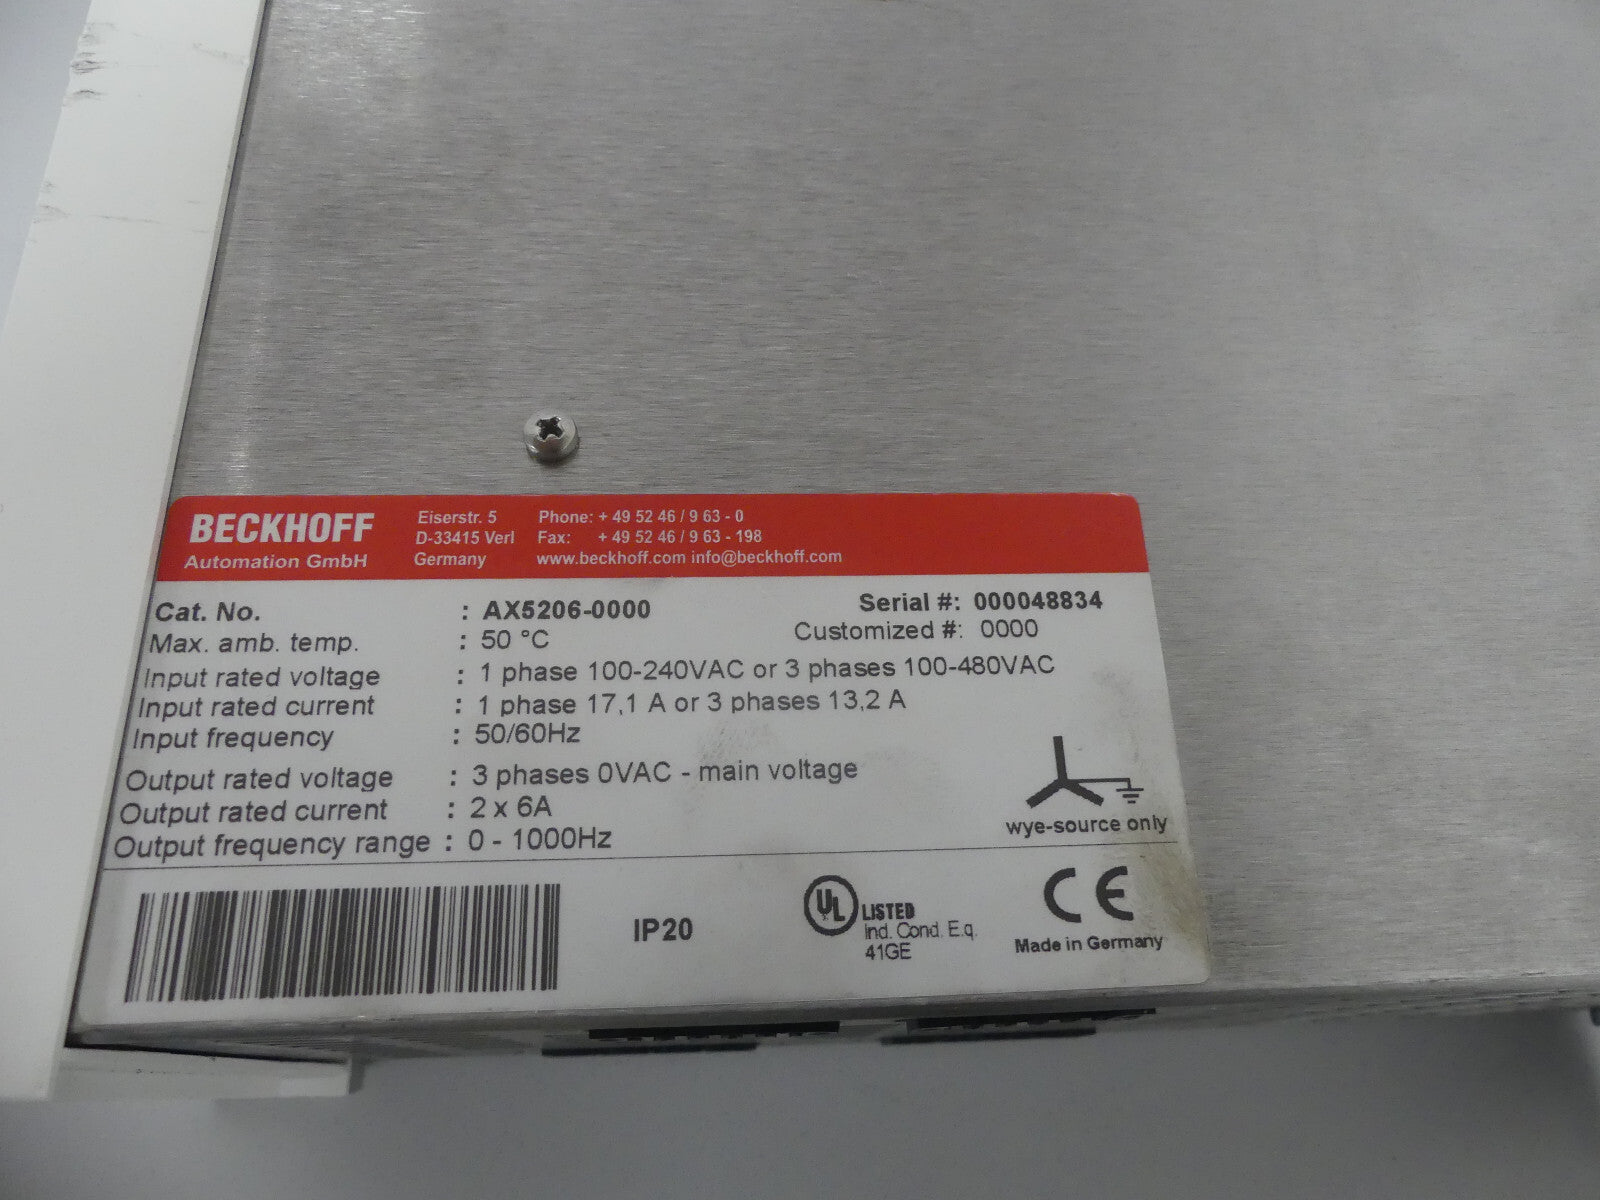 BECKHOFF
Automation GmbH
Eiserstr. 5
D-33415 Verl
Germany
Phone: + 49 52 46 / 9 63 - 0
Fax: + 49 52 46 / 9 63 - 198
www.beckhoff.com info@beckhoff.com
Cat. No. : AX5206-0000 Serial #: 000048834
Max. amb. temp. : 50 °C Customized #: 0000
Input rated voltage : 1 phase 100-240VAC or 3 phases 100-480VAC
Input rated current : 1 phase 17,1 A or 3 phases 13,2 A
Input frequency : 50/60Hz
Output rated voltage : 3 phases 0VAC - main voltage
Output rated current : 2 x 6A
Output frequency range : 0 - 1000Hz
wye-source only
IP20
UL LISTED
Ind. Cond. E.q.
41GE
CE
Made in Germany